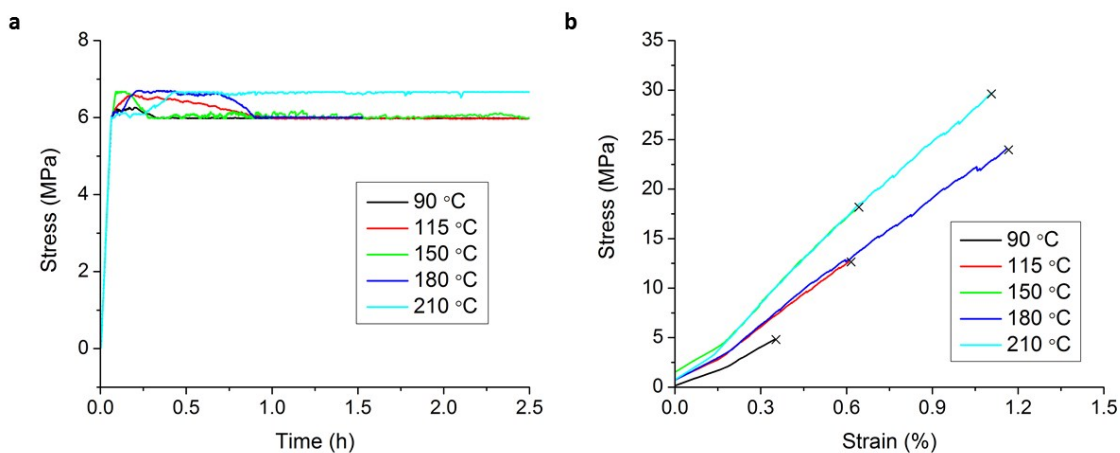 a
8
6
4
2
0
Stress (MPa)
0.0 0.5 1.0 1.5 2.0 2.5
Time (h)
90 °C
115 °C
150 °C
180 °C
210 °C
b
35
30
25
20
15
10
5
0
Stress (MPa)
0.0 0.3 0.6 0.9 1.2 1.5
Strain (%)
90 °C
115 °C
150 °C
180 °C
210 °C